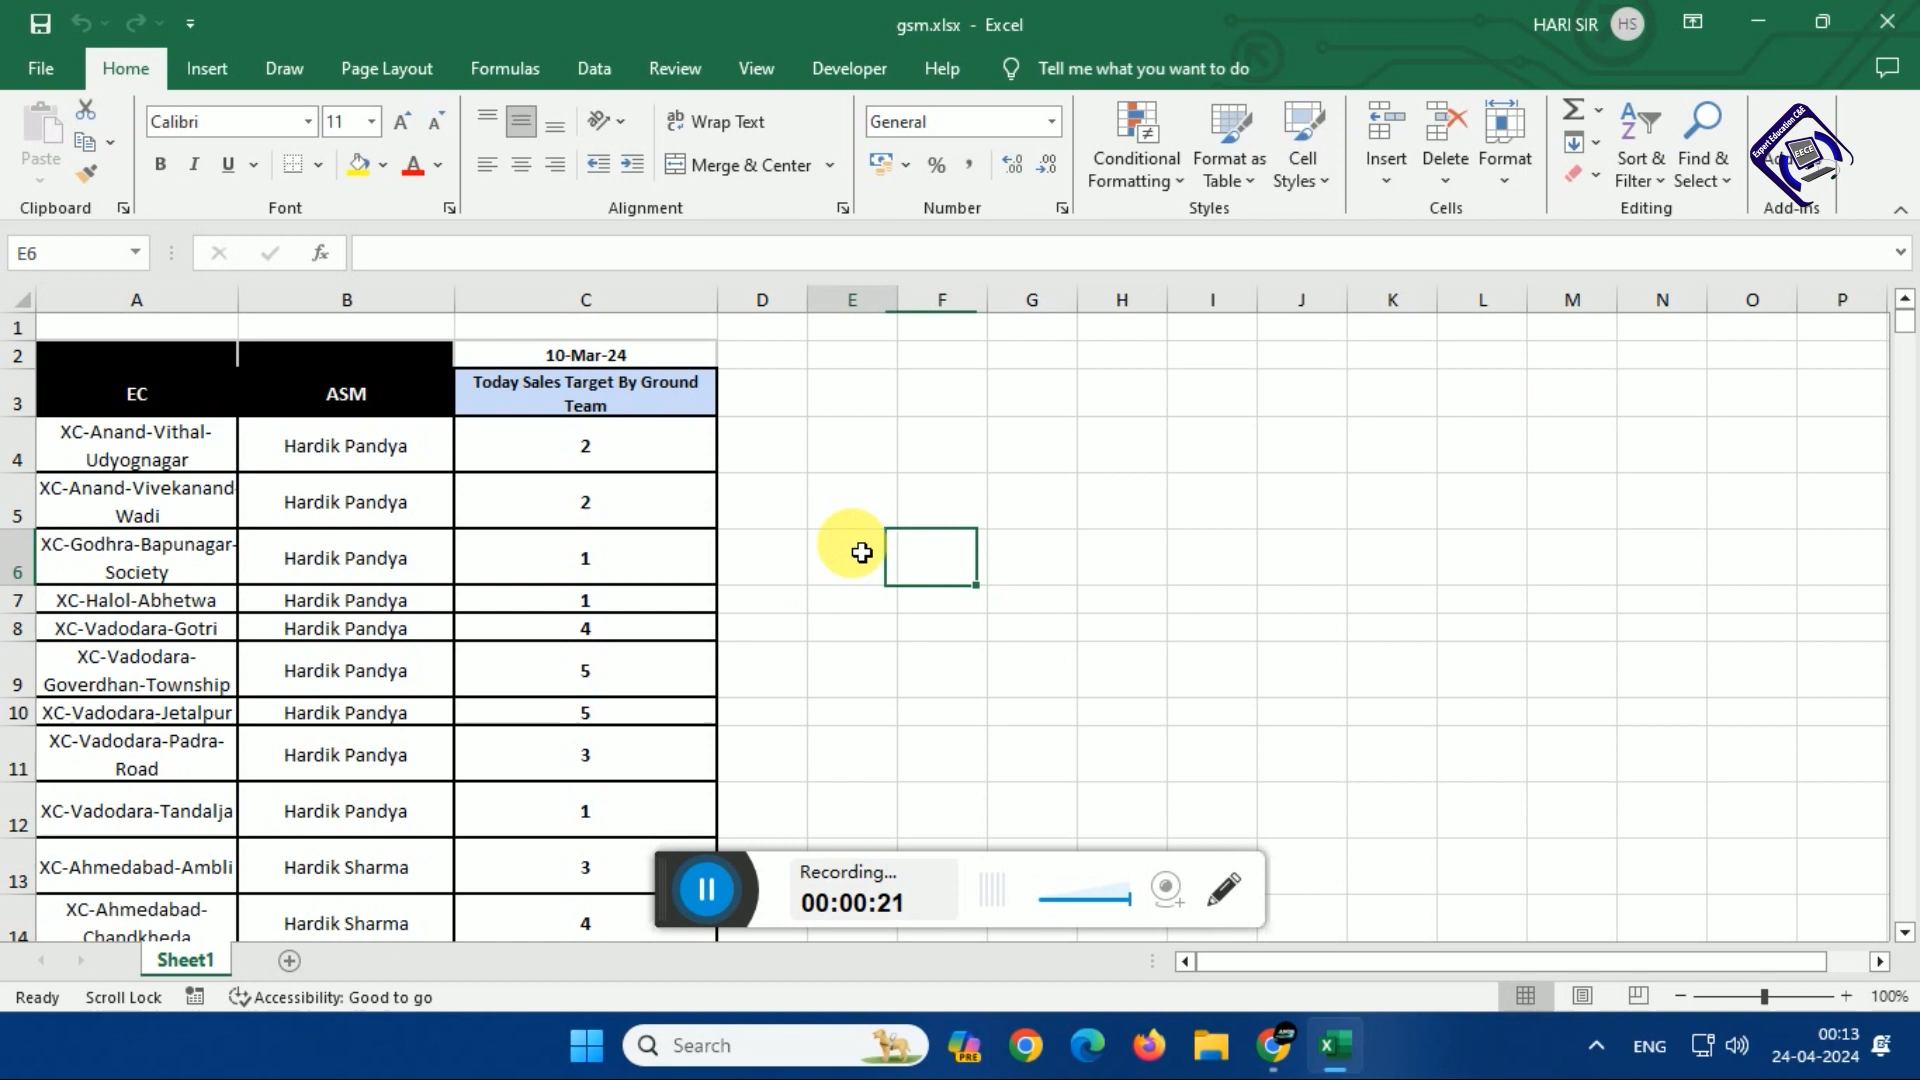 gsm.xlsx - Excel
HARI SIR
HS
File
Home
Insert
Draw
Page Layout
Formulas
Data
Review
View
Developer
Help
Tell me what you want to do
Paste
Calibri
11
Wrap Text
Merge & Center
General
Conditional
Formatting
Format as
Table
Cell
Styles
Insert
Delete
Format
Sort &
Filter
Find &
Select
Expert Education C&E
EECE
Clipboard
Font
Alignment
Number
Styles
Cells
Editing
Add-ins
E6
fx
A B C D E F G H I J K L M N O P
1
2 10-Mar-24
3 EC ASM Today Sales Target By Ground
Team
4 XC-Anand-Vithal-
Udyognagar Hardik Pandya 2
5 XC-Anand-Vivekanand-
Wadi Hardik Pandya 2
6 XC-Godhra-Bapunagar-
Society Hardik Pandya 1
7 XC-Halol-Abhetwa Hardik Pandya 1
8 XC-Vadodara-Gotri Hardik Pandya 4
9 XC-Vadodara-
Goverdhan-Township Hardik Pandya 5
10 XC-Vadodara-Jetalpur Hardik Pandya 5
11 XC-Vadodara-Padra-
Road Hardik Pandya 3
12 XC-Vadodara-Tandalja Hardik Pandya 1
13 XC-Ahmedabad-Ambli Hardik Sharma 3
14 XC-Ahmedabad-
Chandkheda Hardik Sharma 4
Recording...
00:00:21
Sheet1
Ready
Scroll Lock
Accessibility: Good to go
100%
Search
PRE
ENG
00:13
24-04-2024